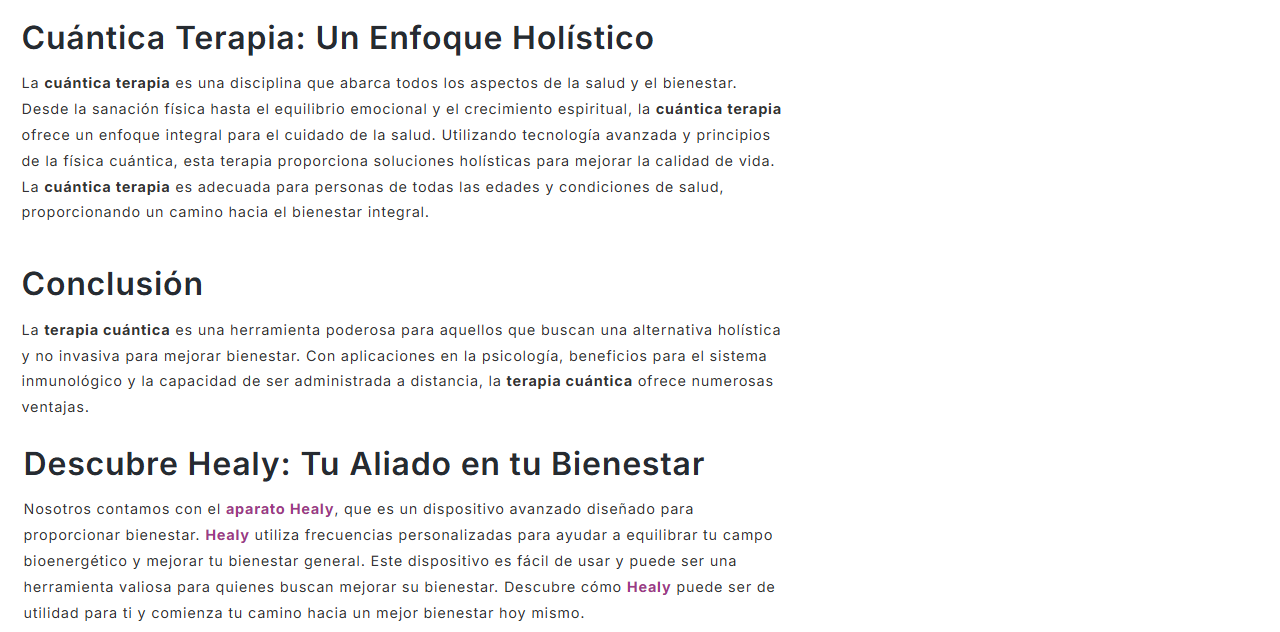 Cuántica Terapia: Un Enfoque Holístico
La cuántica terapia es una disciplina que abarca todos los aspectos de la salud y el bienestar.
Desde la sanación física hasta el equilibrio emocional y el crecimiento espiritual, la cuántica terapia
ofrece un enfoque integral para el cuidado de la salud. Utilizando tecnología avanzada y principios
de la física cuántica, esta terapia proporciona soluciones holísticas para mejorar la calidad de vida.
La cuántica terapia es adecuada para personas de todas las edades y condiciones de salud,
proporcionando un camino hacia el bienestar integral.
Conclusión
La terapia cuántica es una herramienta poderosa para aquellos que buscan una alternativa holística
y no invasiva para mejorar bienestar. Con aplicaciones en la psicología, beneficios para el sistema
inmunológico y la capacidad de ser administrada a distancia, la terapia cuántica ofrece numerosas
ventajas.
Descubre Healy: Tu Aliado en tu Bienestar
Nosotros contamos con el aparato Healy, que es un dispositivo avanzado diseñado para
proporcionar bienestar. Healy utiliza frecuencias personalizadas para ayudar a equilibrar tu campo
bioenergético y mejorar tu bienestar general. Este dispositivo es fácil de usar y puede ser una
herramienta valiosa para quienes buscan mejorar su bienestar. Descubre cómo Healy puede ser de
utilidad para ti y comienza tu camino hacia un mejor bienestar hoy mismo.